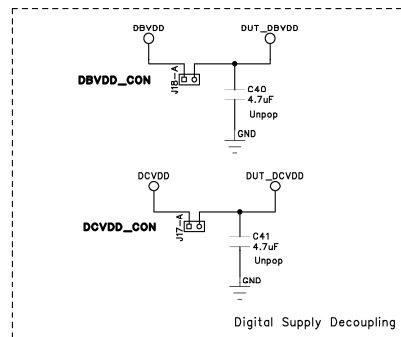 DBVDD DUT_DBVDD
DBVDD_CON
J18-A
C40
4.7uF
Unpop
GND
DCVDD DUT_DCVDD
DCVDD_CON
J17-A
C41
4.7uF
Unpop
GND
Digital Supply Decoupling